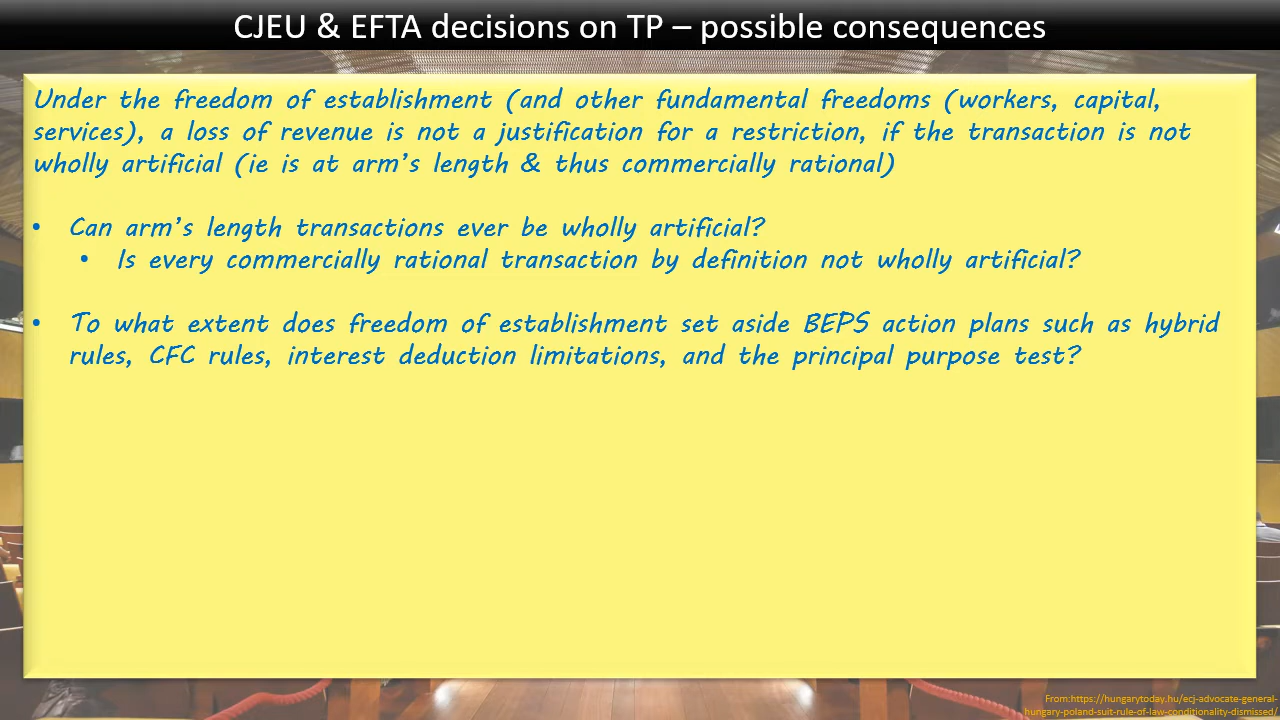 CJEU & EFTA decisions on TP – possible consequences
Under the freedom of establishment (and other fundamental freedoms (workers, capital,
services), a loss of revenue is not a justification for a restriction, if the transaction is not
wholly artificial (ie is at arm's length & thus commercially rational)
• Can arm's length transactions ever be wholly artificial?
• Is every commercially rational transaction by definition not wholly artificial?
• To what extent does freedom of establishment set aside BEPS action plans such as hybrid
rules, CFC rules, interest deduction limitations, and the principal purpose test?
From:https://hungarytoday.hu/ecj-advocate-general-
hungary-poland-suit-rule-of-law-conditionality-dismissed/